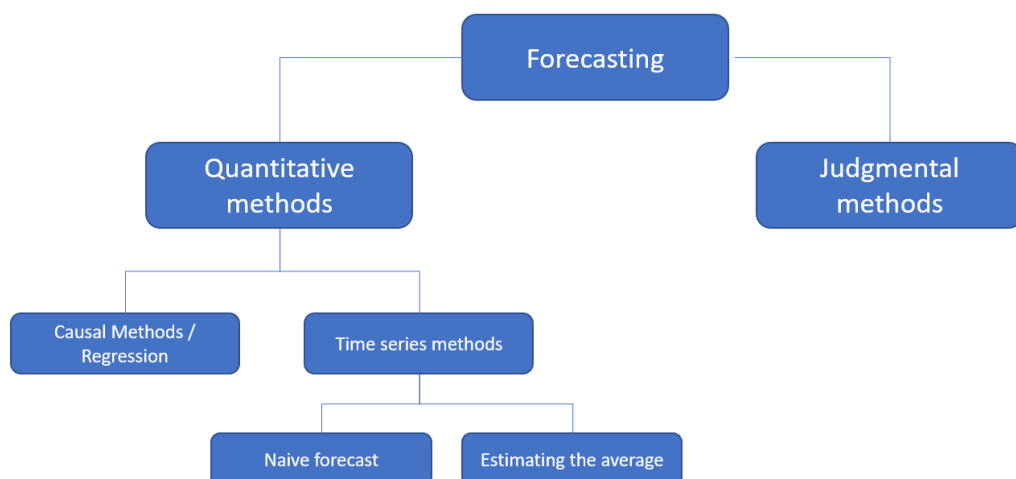 Forecasting
Quantitative
methods
Judgmental
methods
Causal Methods /
Regression
Time series methods
Naive forecast
Estimating the average